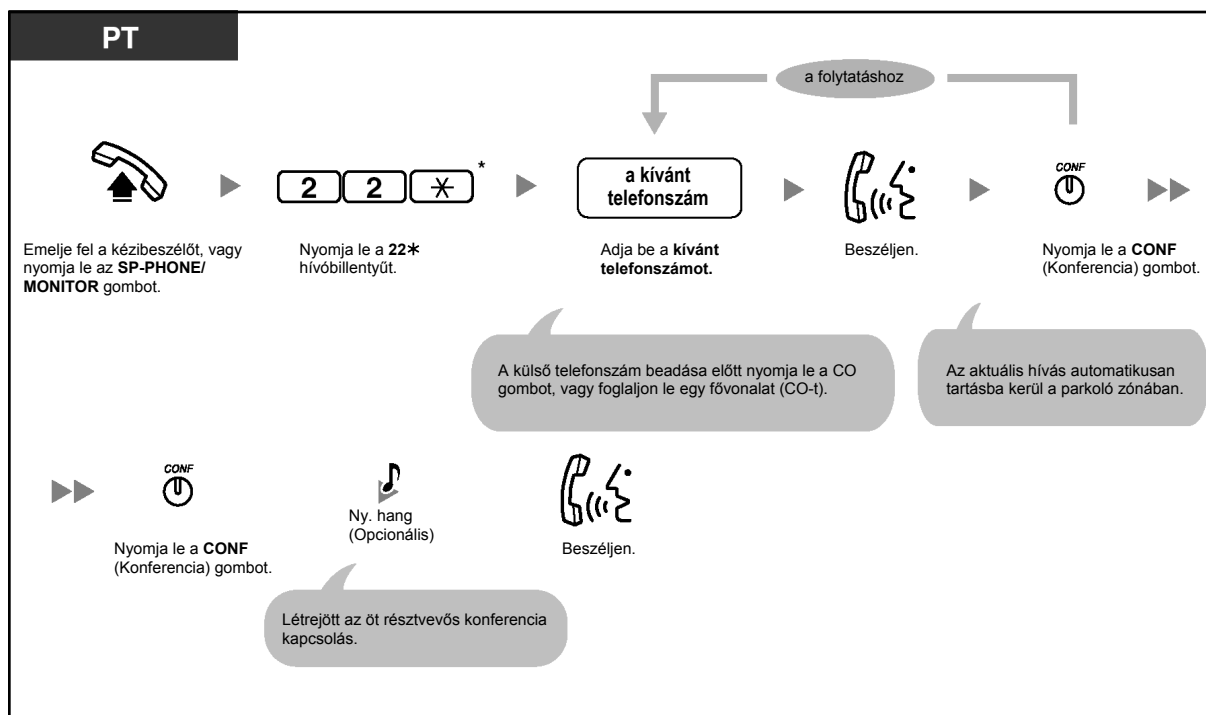 PT
a folytatáshoz
2 2 * *
a kívánt
telefonszám
CONF
Emelje fel a kézibeszélőt, vagy
nyomja le az SP-PHONE/
MONITOR gombot.
Nyomja le a 22*
hívóbillentyűt.
Adja be a kívánt
telefonszámot.
Beszéljen.
Nyomja le a CONF
(Konferencia) gombot.
A külső telefonszám beadása előtt nyomja le a CO
gombot, vagy foglaljon le egy fővonalat (CO-t).
Az aktuális hívás automatikusan
tartásba kerül a parkoló zónában.
CONF
Nyomja le a CONF
(Konferencia) gombot.
Ny. hang
(Opcionális)
Beszéljen.
Létrejött az öt résztvevős konferencia
kapcsolás.